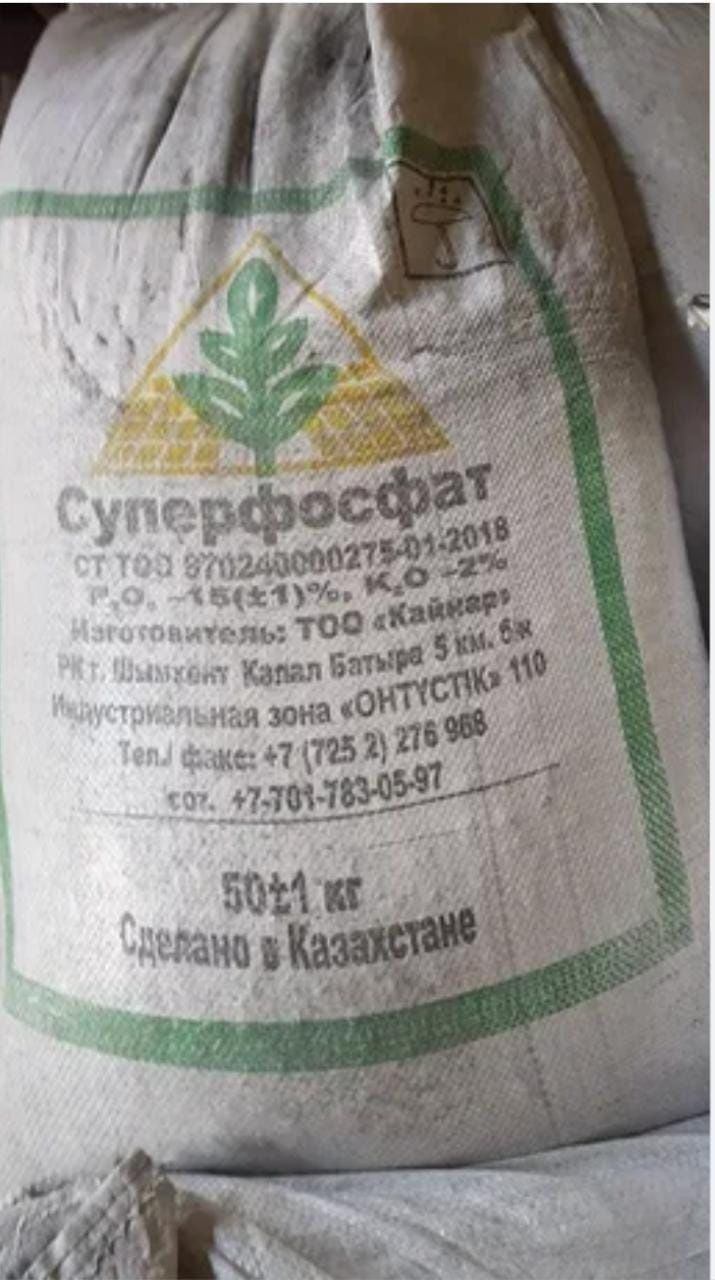 Суперфосфат
СТ ТОО 970240000275-01-2018
P₂O₅ -15(±1)%, K₂O -2%
Изготовитель: ТОО «Кайнар»
РК г. Шымкент Капал Батыра 5 км. б/н
Индустриальная зона «ОНТҮСТІК» 110
Тел./ факс: +7 (725 2) 276 968
сот. +7-701-783-05-97
50±1 кг
Сделано в Казахстане